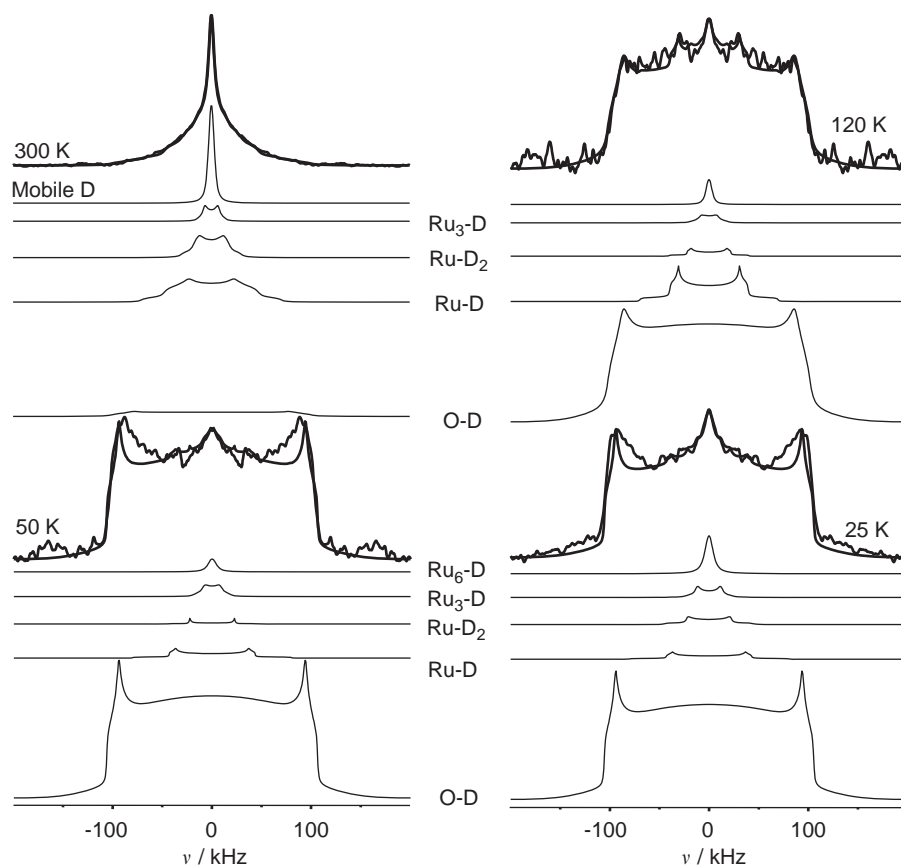 300 K
Mobile D
120 K
Ru3-D
Ru-D2
Ru-D
O-D
50 K
25 K
Ru6-D
Ru3-D
Ru-D2
Ru-D
O-D
-100 0 100
-100 0 100
ν / kHz
ν / kHz